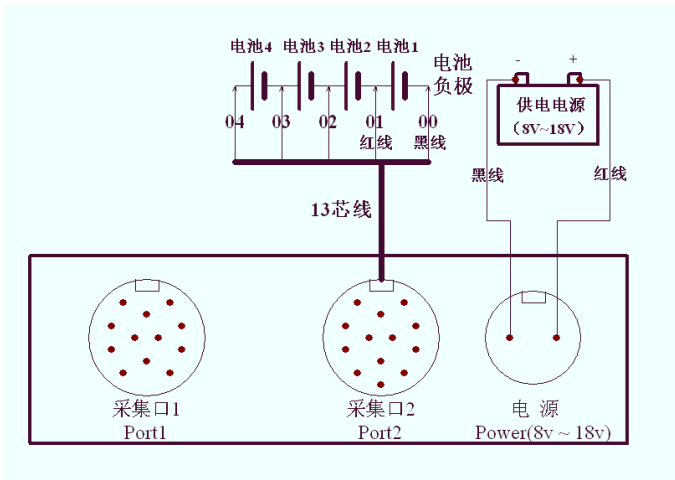 电池4 电池3 电池2 电池1
电池
负极
04 03 02 01 00
红线 黑线
- +
供电电源
（8V~18V）
黑线 红线
13芯线
采集口1
Port1
采集口2
Port2
电 源
Power(8v ~ 18v)